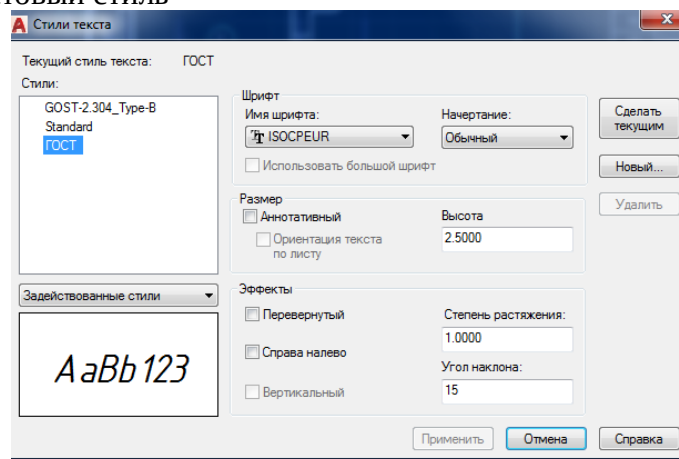 товый стиль
Стили текста
Текущий стиль текста: ГОСТ
Стили:
GOST-2.304_Type-B
Standard
ГОСТ
Задействованные стили
AaBb123
Шрифт
Имя шрифта: Начертание:
ISOCPEUR Обычный
Использовать большой шрифт
Размер
Аннотативный Высота
Ориентация текста по листу 2.5000
Эффекты
Перевернутый Степень растяжения:
1.0000
Справа налево
Угол наклона:
Вертикальный 15
Сделать
текущим
Новый...
Удалить
Применить Отмена Справка